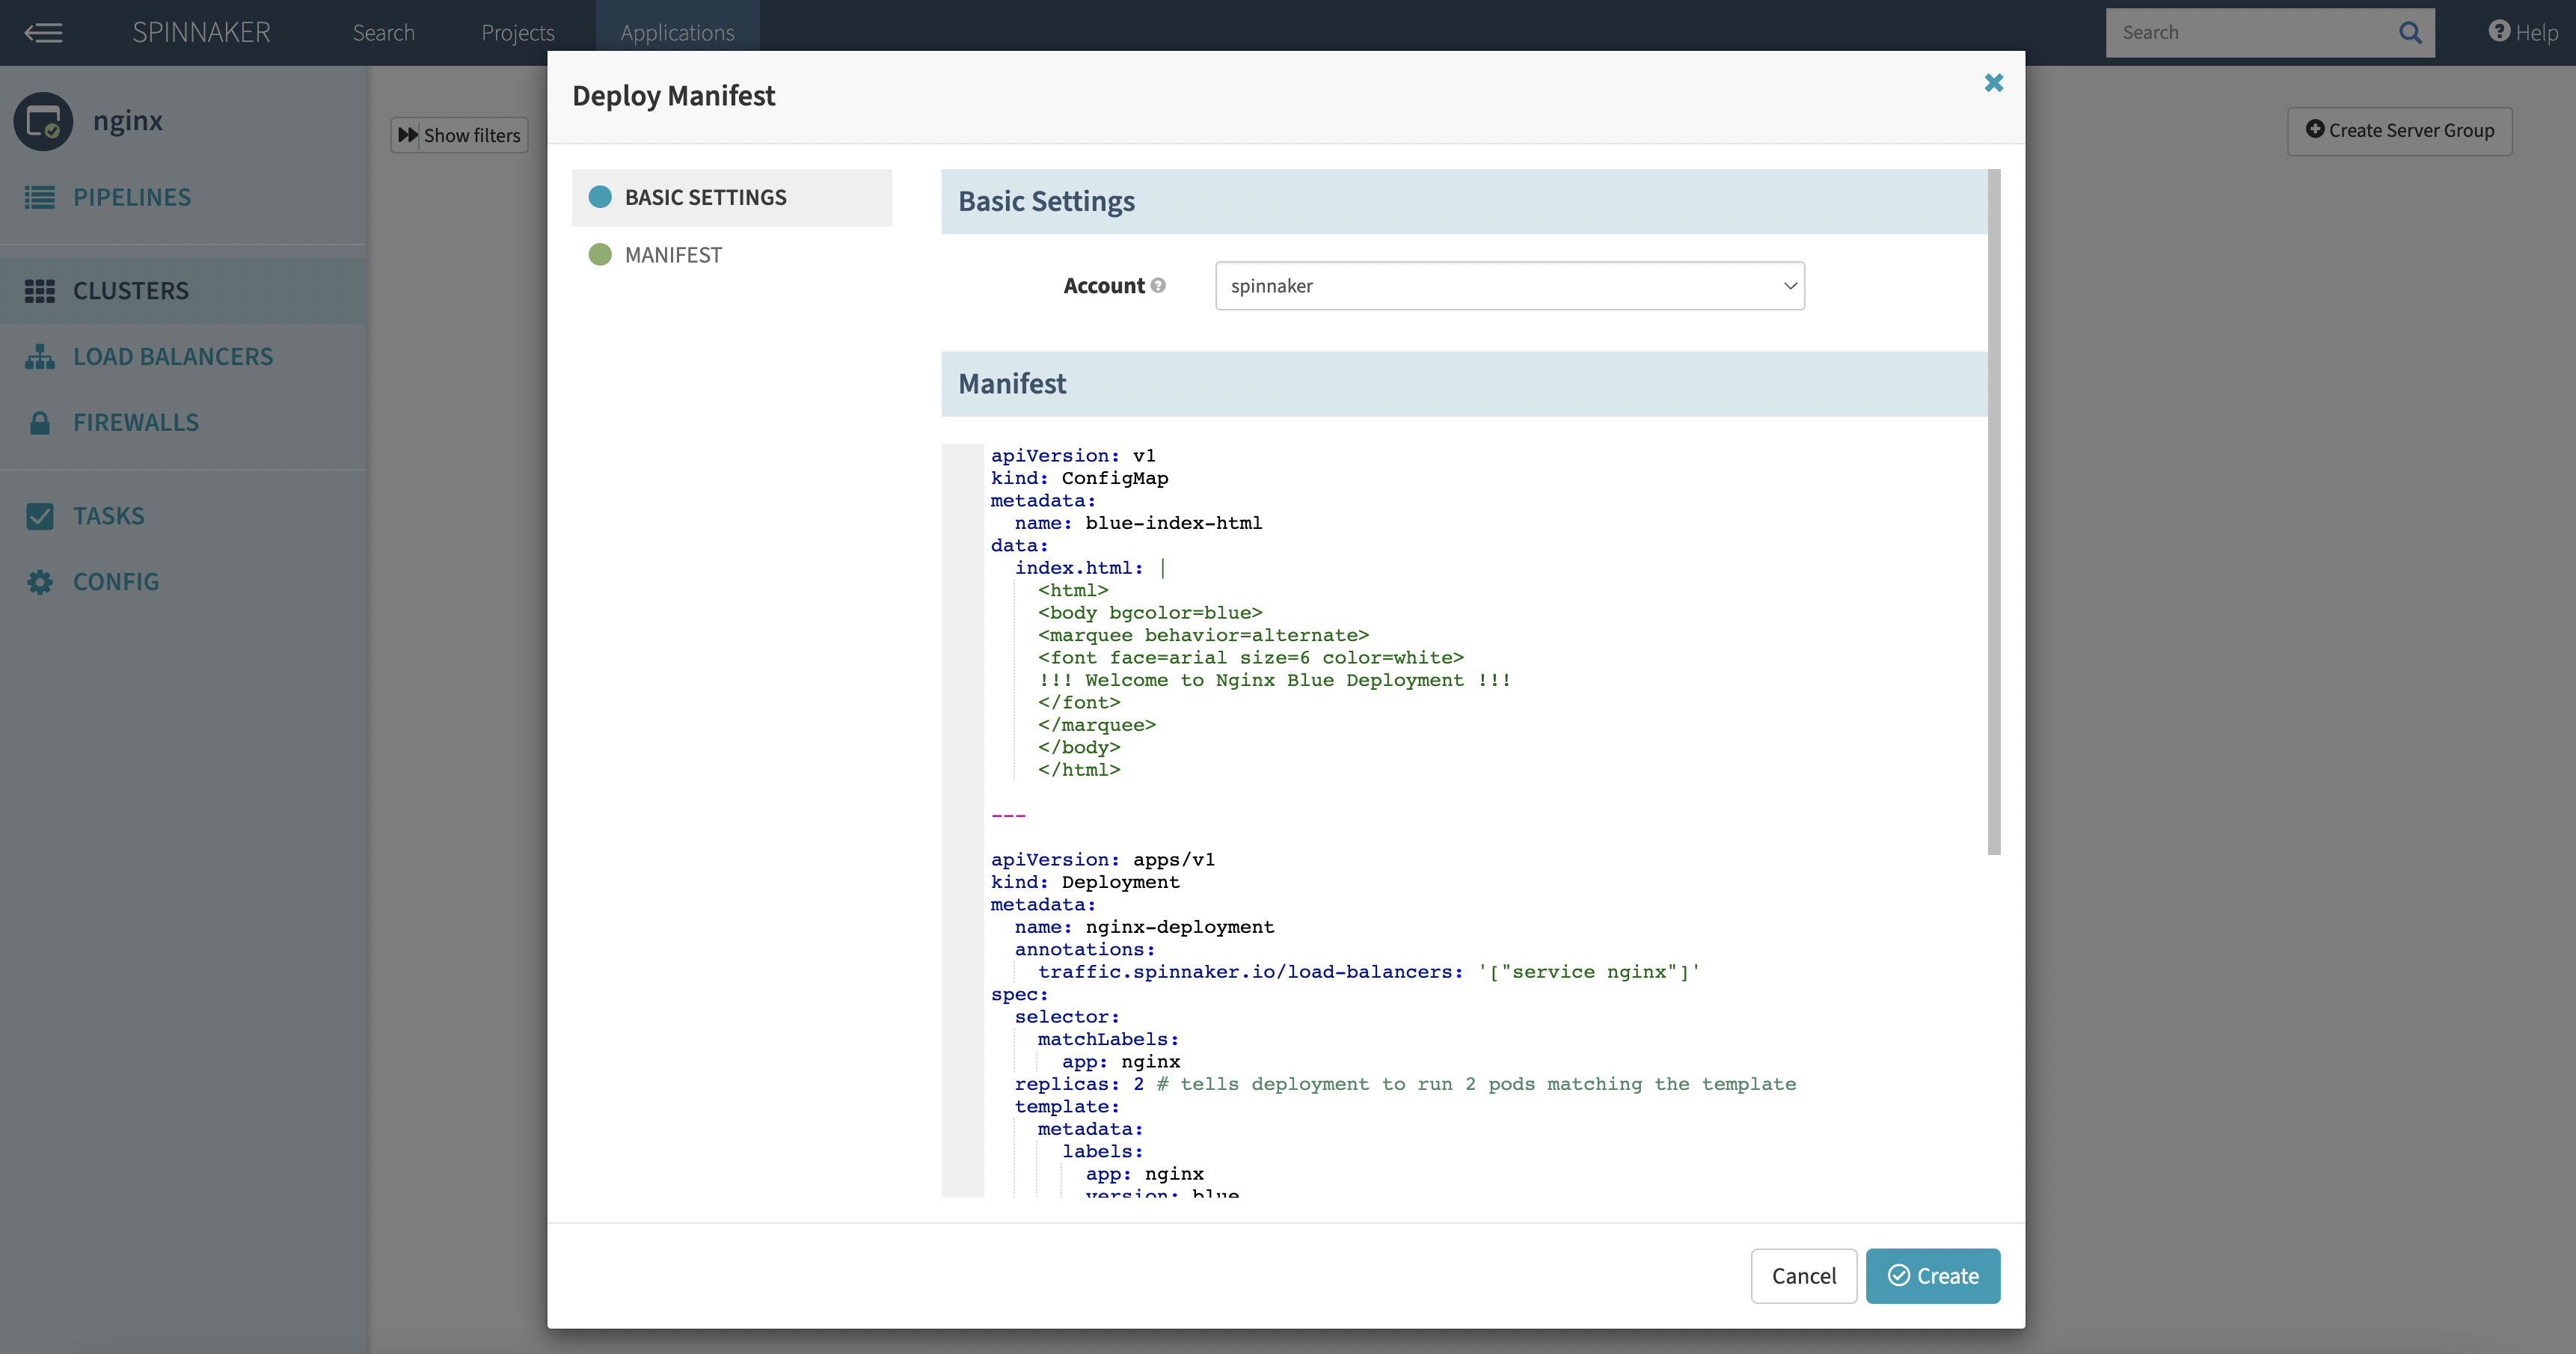 SPINNAKER
Search
Projects
Applications
Search
Help
nginx
PIPELINES
CLUSTERS
LOAD BALANCERS
FIREWALLS
TASKS
CONFIG
Show filters
Create Server Group
Deploy Manifest
BASIC SETTINGS
MANIFEST
Basic Settings
Account
spinnaker
Manifest
apiVersion: v1
kind: ConfigMap
metadata:
  name: blue-index-html
data:
  index.html: |
    <html>
    <body bgcolor=blue>
    <marquee behavior=alternate>
    <font face=arial size=6 color=white>
    !!! Welcome to Nginx Blue Deployment !!!
    </font>
    </marquee>
    </body>
    </html>
---
apiVersion: apps/v1
kind: Deployment
metadata:
  name: nginx-deployment
  annotations:
    traffic.spinnaker.io/load-balancers: '["service nginx"]'
spec:
  selector:
    matchLabels:
      app: nginx
  replicas: 2 # tells deployment to run 2 pods matching the template
  template:
    metadata:
      labels:
        app: nginx
        version: blue
Cancel
Create